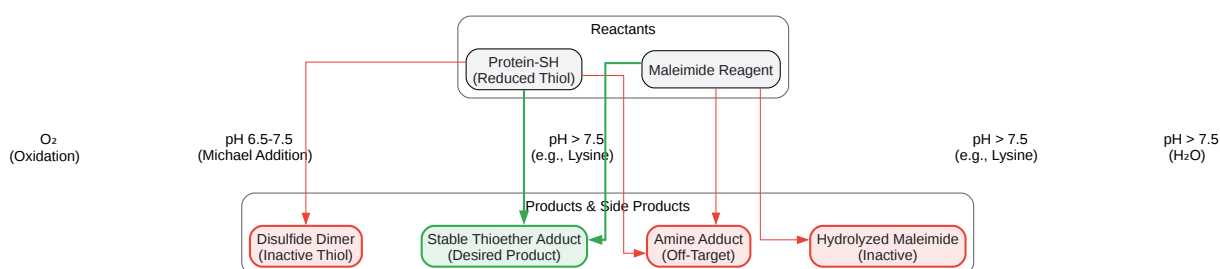 Reactants
Protein-SH
(Reduced Thiol)
Maleimide Reagent
O₂
(Oxidation)
pH 6.5-7.5
(Michael Addition)
pH > 7.5
(e.g., Lysine)
pH > 7.5
(e.g., Lysine)
pH > 7.5
(H₂O)
Products & Side Products
Disulfide Dimer
(Inactive Thiol)
Stable Thioether Adduct
(Desired Product)
Amine Adduct
(Off-Target)
Hydrolyzed Maleimide
(Inactive)